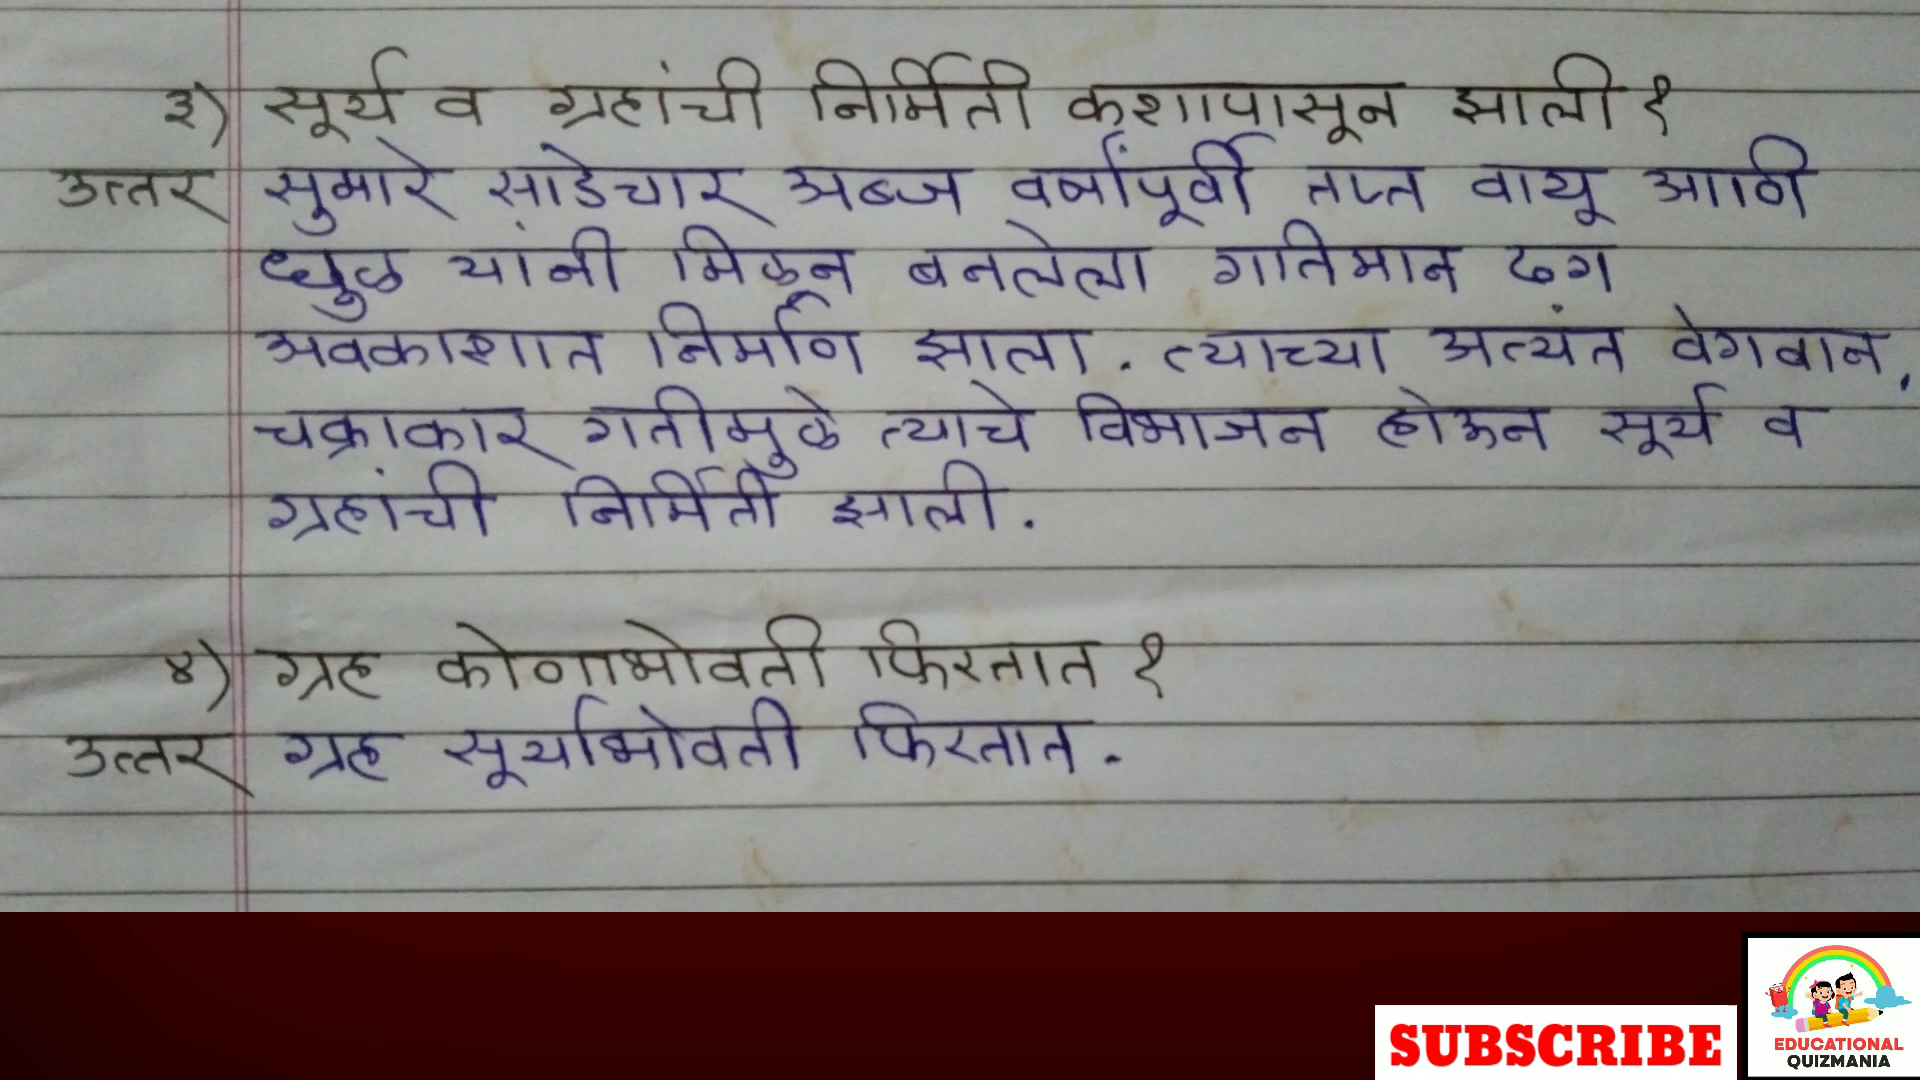 ३) सूर्य व ग्रहांची निर्मिती कशापासून झाली ?
उत्तर सुमारे साडेचार अब्ज वर्षांपूर्वी तप्त वायू आणि
धुळ यांनी मिळून बनलेला गतिमान ढग
अवकाशात निर्माण झाला. त्याच्या अत्यंत वेगवान,
चक्राकार गतीमुळे त्याचे विभाजन होऊन सूर्य व
ग्रहांची निर्मिती झाली.
४) ग्रह कोणाभोवती फिरतात ?
उत्तर ग्रह सूर्याभोवती फिरतात.
SUBSCRIBE
EDUCATIONAL
QUIZMANIA